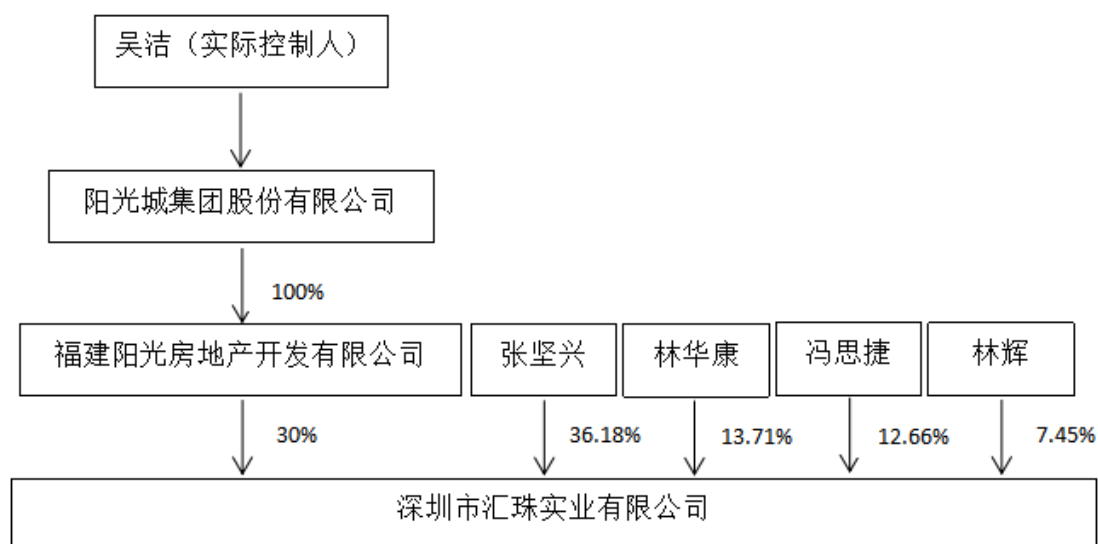 吴洁（实际控制人）
阳光城集团股份有限公司
100%
福建阳光房地产开发有限公司
张坚兴
林华康
冯思捷
林辉
30%
36.18%
13.71%
12.66%
7.45%
深圳市汇珠实业有限公司